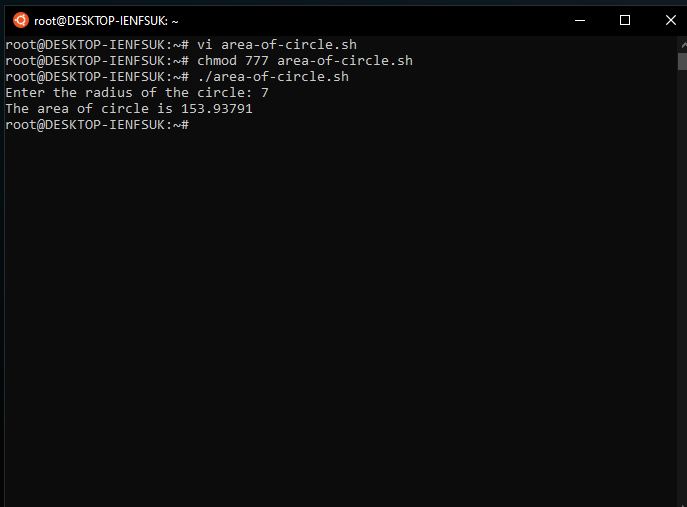 root@DESKTOP-IENFSUK: ~
root@DESKTOP-IENFSUK:~# vi area-of-circle.sh
root@DESKTOP-IENFSUK:~# chmod 777 area-of-circle.sh
root@DESKTOP-IENFSUK:~# ./area-of-circle.sh
Enter the radius of the circle: 7
The area of circle is 153.93791
root@DESKTOP-IENFSUK:~#